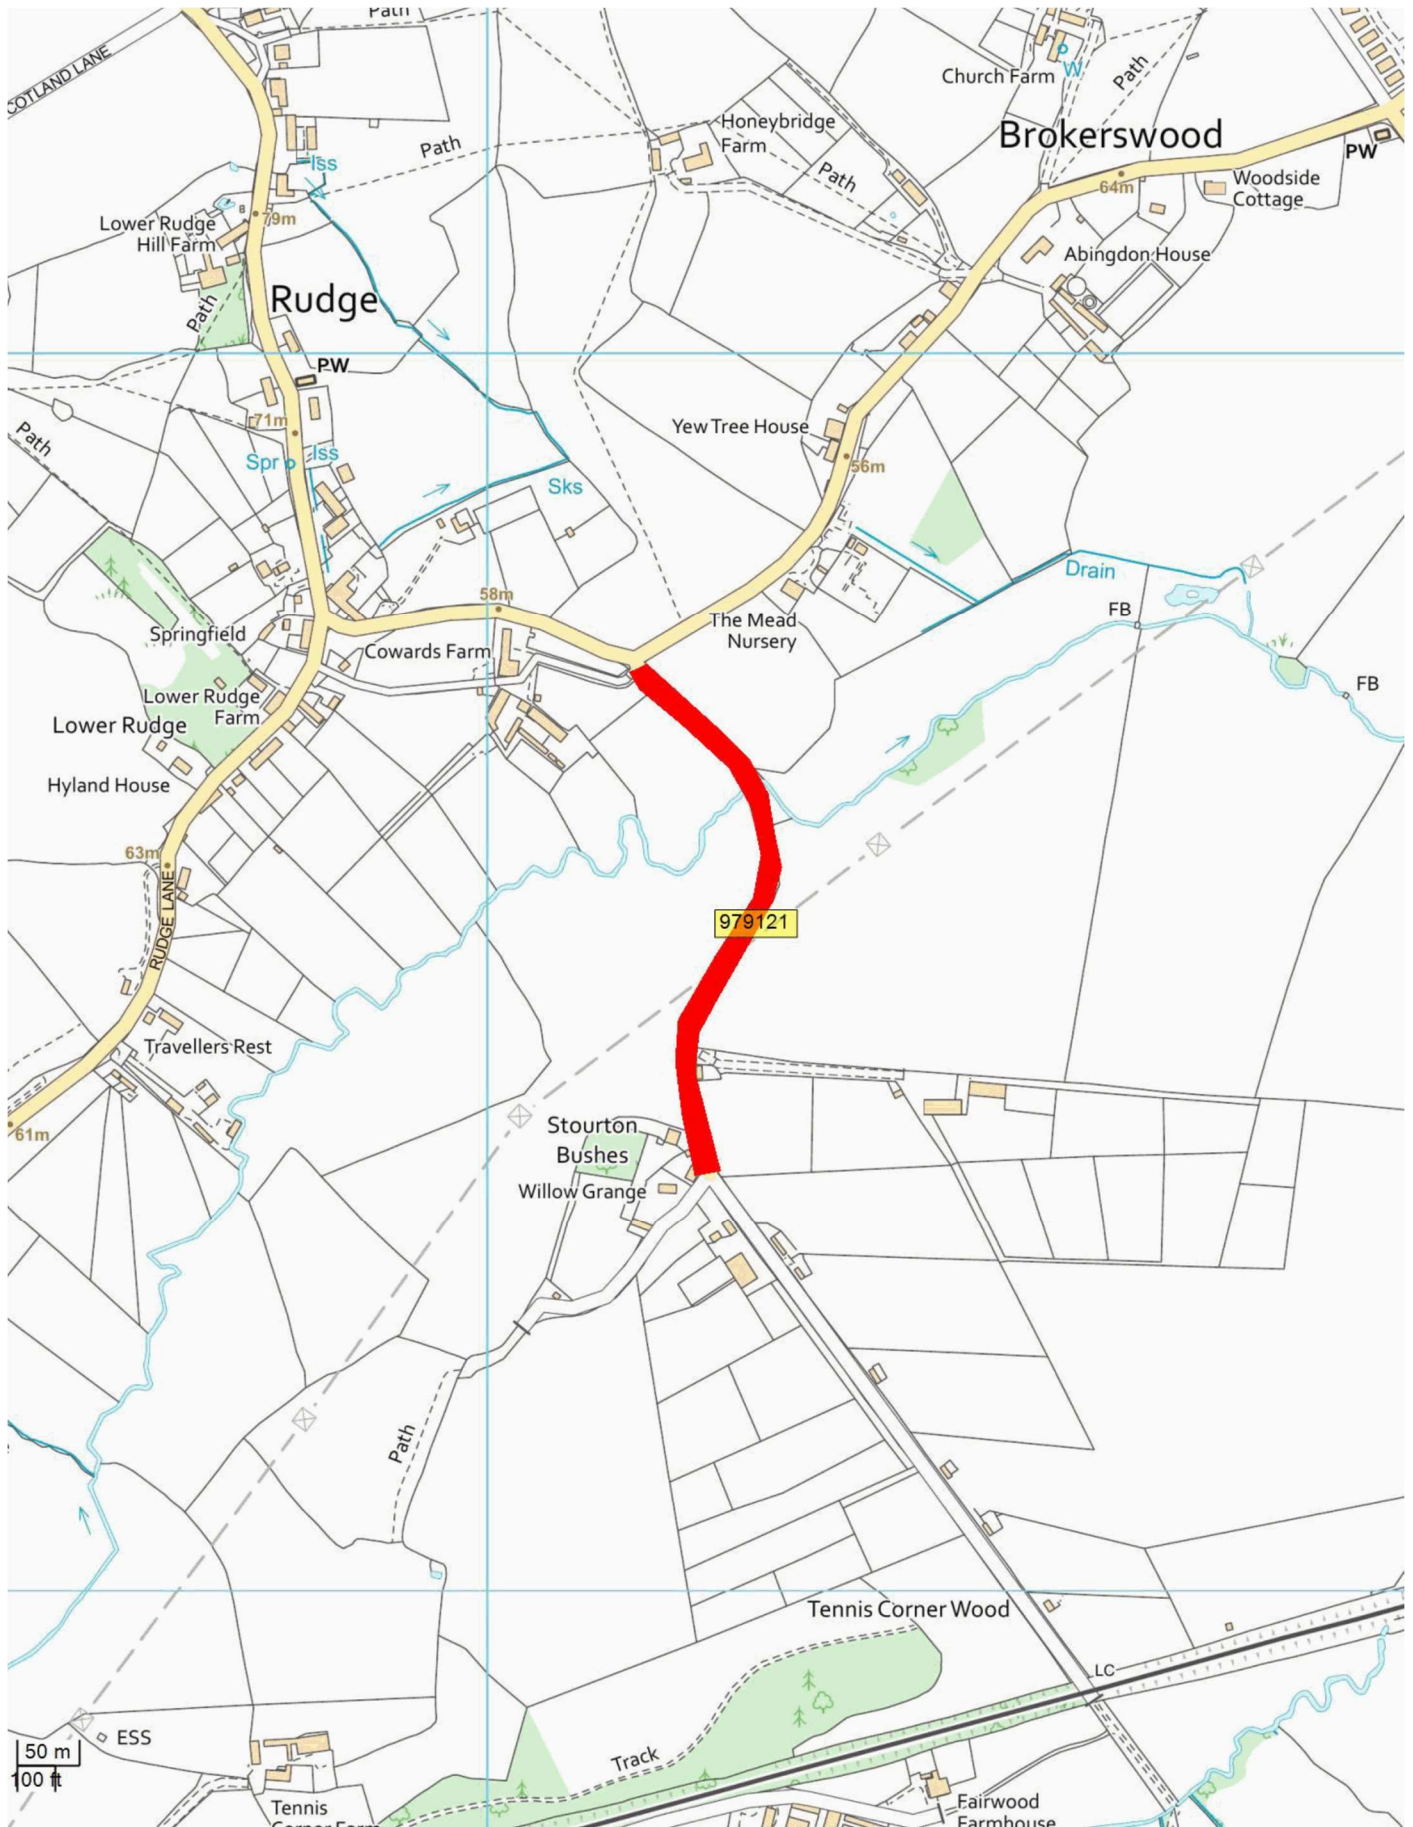 Path
COTLAND LANE
Church Farm
W
Path
Honeybridge
Farm
Brokerswood
PW
Path
Iss
Path
64m
Woodside
Cottage
79m
Lower Rudge
Hill Farm
Abingdon House
Rudge
Path
PW
71m
Yew Tree House
Path
Spr
Iss
56m
Sks
Drain
58m
FB
Springfield
The Mead
Nursery
Cowards Farm
FB
Lower Rudge
Farm
Lower Rudge
Hyland House
63m
RUDGE LANE
979121
Travellers Rest
61m
Stourton
Bushes
Willow Grange
Path
Tennis Corner Wood
LC
ESS
50 m
100 ft
Track
Tennis
Corner Farm
Fairwood
Farmhouse